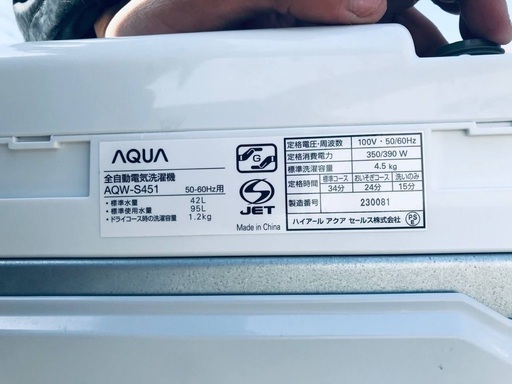 AQUA
全自動電気洗濯機
AQW-S451 50-60Hz用
・標準水量 42L
・標準使用水量 95L
・ドライコース時の洗濯容量 1.2kg
G
S
JET
Made in China
定格電圧・周波数 100V・50/60Hz
定格消費電力 350/390 W
標準洗濯容量 4.5 kg
標準コース おいそぎコース 洗いのみ
34分 24分 15分
製造番号 230081
ハイアール アクア セールス株式会社
PS
E